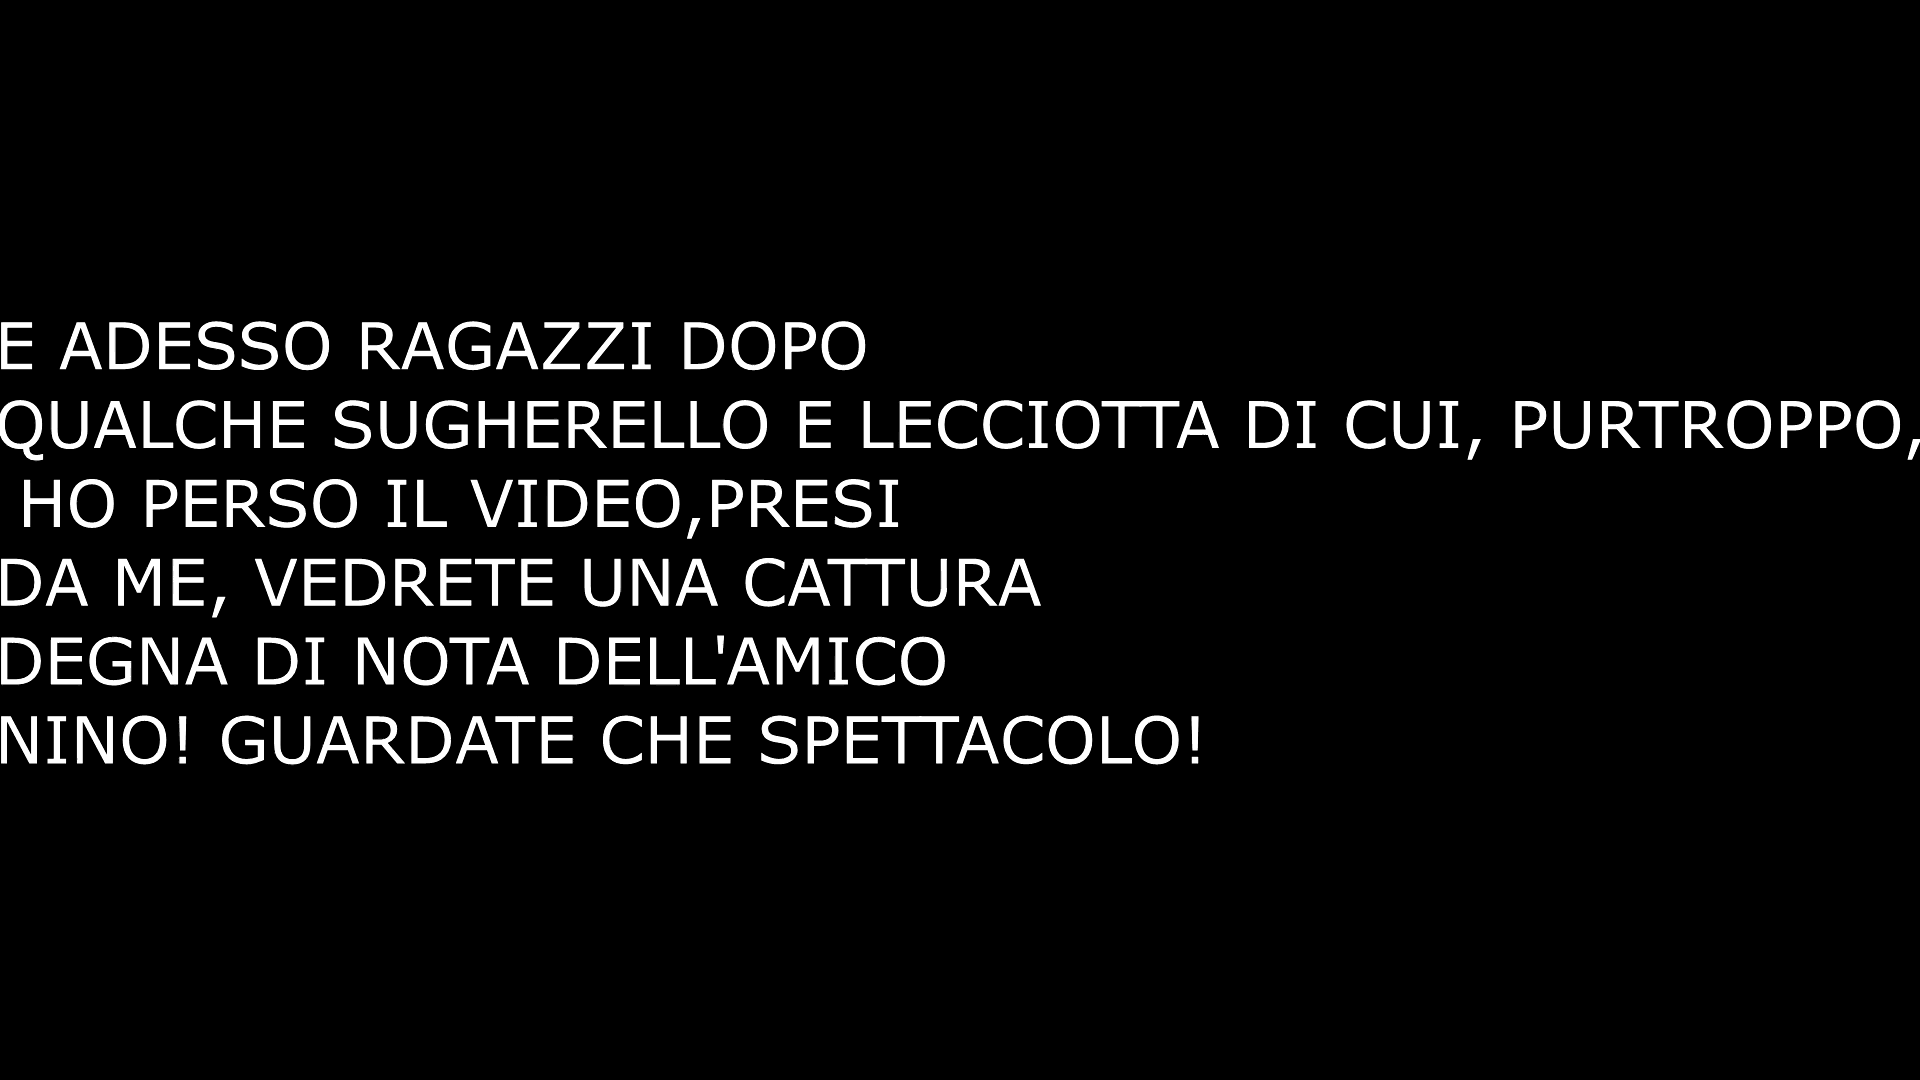 E ADESSO RAGAZZI DOPO
QUALCHE SUGHERELLO E LECCIOTTA DI CUI, PURTROPPO,
HO PERSO IL VIDEO,PRESI
DA ME, VEDRETE UNA CATTURA
DEGNA DI NOTA DELL'AMICO
NINO! GUARDATE CHE SPETTACOLO!